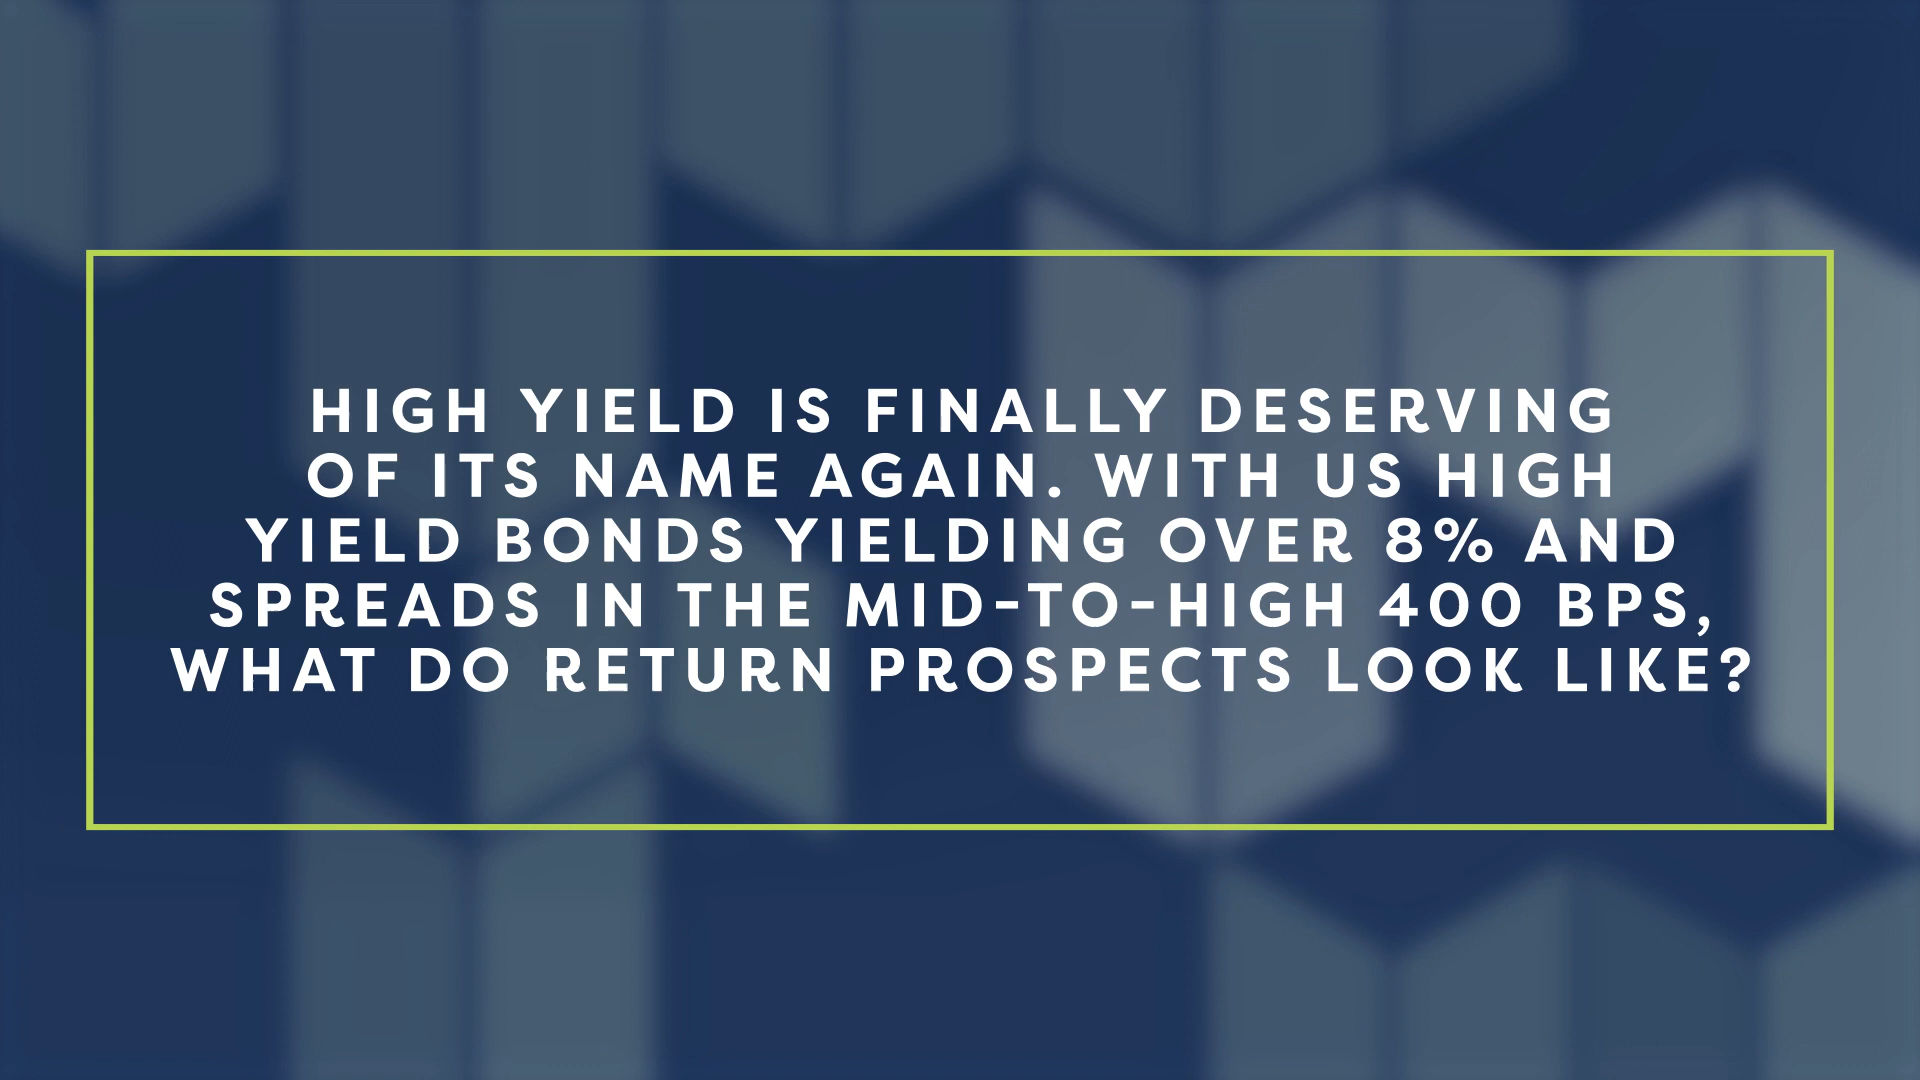 HIGH YIELD IS FINALLY DESERVING
OF ITS NAME AGAIN. WITH US HIGH
YIELD BONDS YIELDING OVER 8% AND
SPREADS IN THE MID-TO-HIGH 400 BPS,
WHAT DO RETURN PROSPECTS LOOK LIKE?